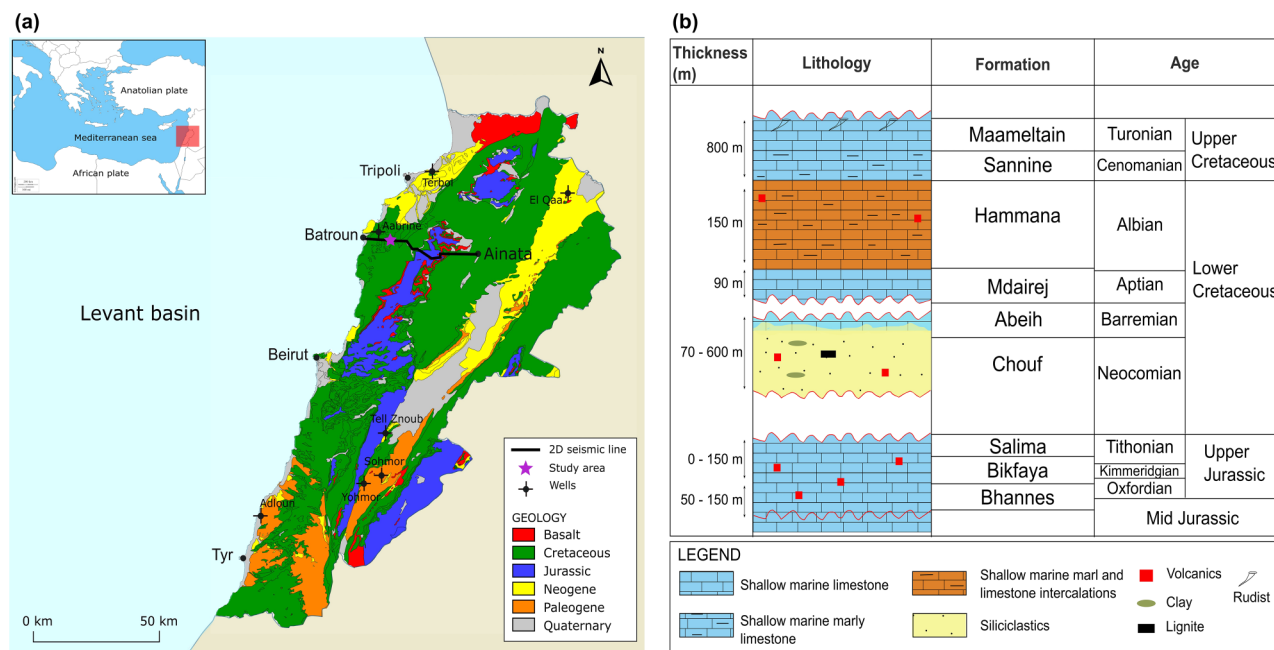 (a)
Anatolian plate
Mediterranean sea
African plate
N
Tripoli
Terbol
El Qaa
Aabrine
Batroun
Ainata
Levant basin
Beirut
Tell Znoub
Sohmor
Yohmor
Adloun
Tyr
0 km
50 km
2D seismic line
Study area
Wells
GEOLOGY
Basalt
Cretaceous
Jurassic
Neogene
Paleogene
Quaternary
(b)
Thickness (m)
Lithology
Formation
Age
800 m
Maameltain
Turonian
Upper Cretaceous
Sannine
Cenomanian
150 m
Hammana
Albian
Lower Cretaceous
90 m
Mdairej
Aptian
Abeih
Barremian
70 - 600 m
Chouf
Neocomian
Salima
Tithonian
Upper Jurassic
0 - 150 m
Bikfaya
Kimmeridgian
Oxfordian
50 - 150 m
Bhannes
Mid Jurassic
LEGEND
Shallow marine limestone
Shallow marine marly limestone
Shallow marine marl and limestone intercalations
Siliciclastics
Volcanics
Clay
Lignite
Rudist